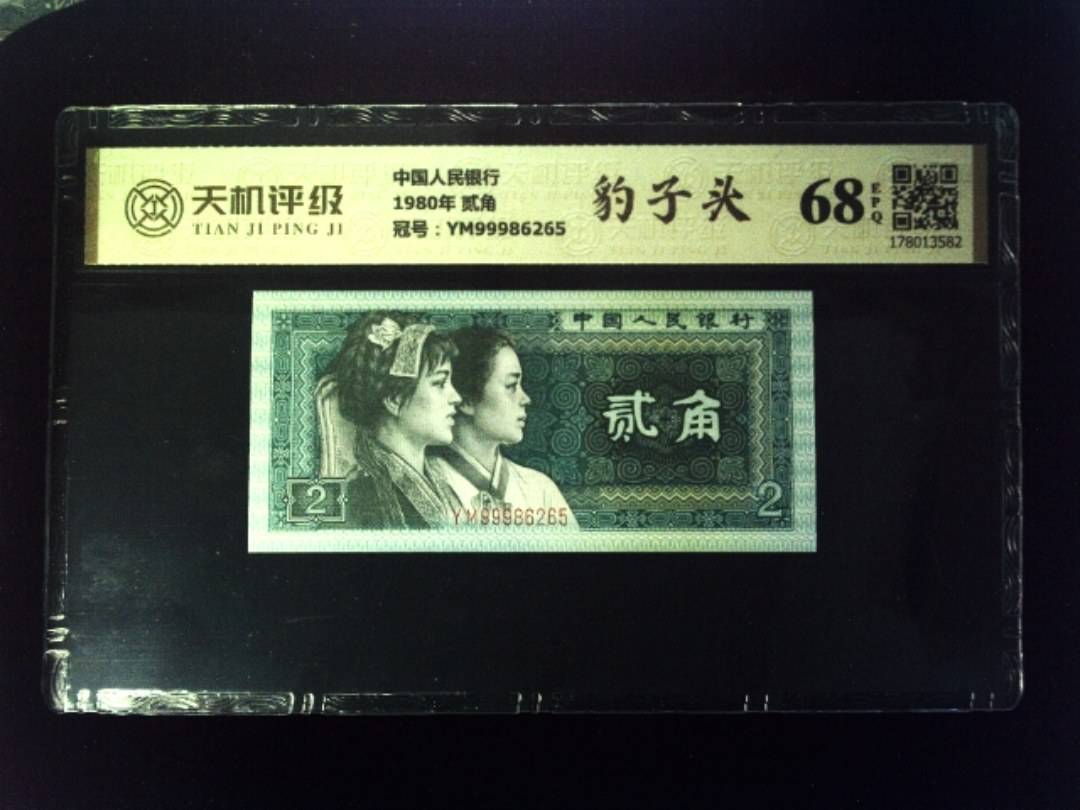 天机评级
TIAN JI PING JI
中国人民银行
1980年 贰角
冠号：YM99986265
豹子头
68
EPQ
178013582
中国人民银行
贰角
2
YM99986265
2